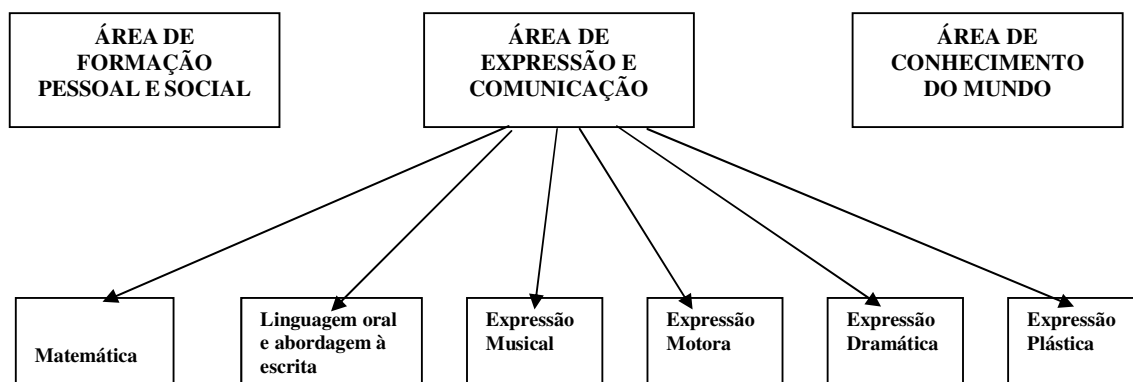 ÁREA DE
FORMAÇÃO
PESSOAL E SOCIAL
ÁREA DE
EXPRESSÃO E
COMUNICAÇÃO
ÁREA DE
CONHECIMENTO
DO MUNDO
Matemática
Linguagem oral
e abordagem à
escrita
Expressão
Musical
Expressão
Motora
Expressão
Dramática
Expressão
Plástica